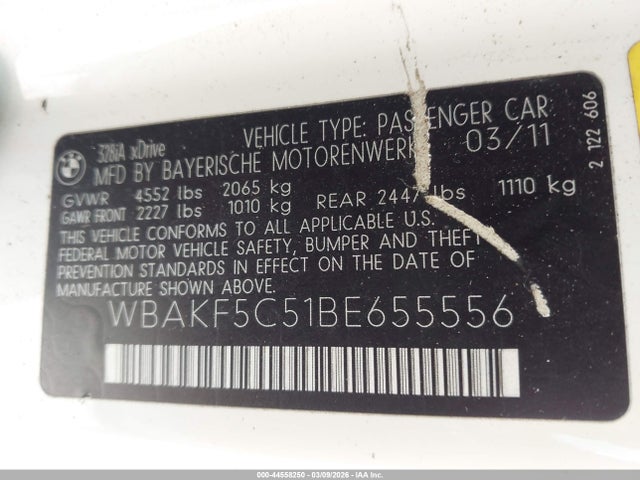 BMW
328iA xDrive
VEHICLE TYPE: PASSENGER CAR
MFD BY BAYERISCHE MOTORENWERKE 03/11
GVWR 4552 lbs 2065 kg
GAWR FRONT 2227 lbs 1010 kg REAR 2447 lbs 1110 kg
THIS VEHICLE CONFORMS TO ALL APPLICABLE U.S.
FEDERAL MOTOR VEHICLE SAFETY, BUMPER AND THEFT
PREVENTION STANDARDS IN EFFECT ON THE DATE OF
MANUFACTURE SHOWN ABOVE.
WBAKF5C51BE655556
2 122 606
000-44558250 - 03/09/2026 - IAA Inc.